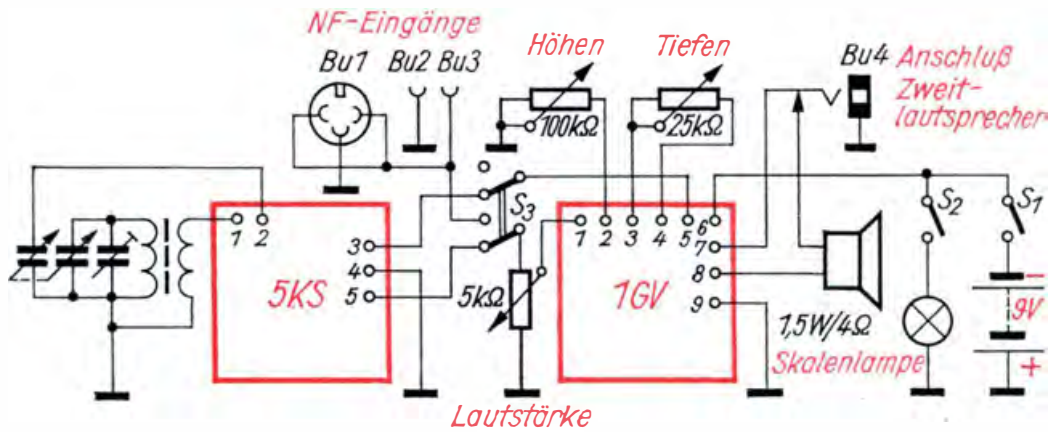 NF-Eingänge
Bu1 Bu2 Bu3
Höhen
Tiefen
Bu4 Anschluß
Zweit-
lautsprecher
100kΩ
25kΩ
S3
S2
S1
1 2
3
4
5
5KS
5kΩ
1 2 3 4 5 6
7
8
9
1GV
1,5W/4Ω
Skalenlampe
–
9V
+
Lautstärke